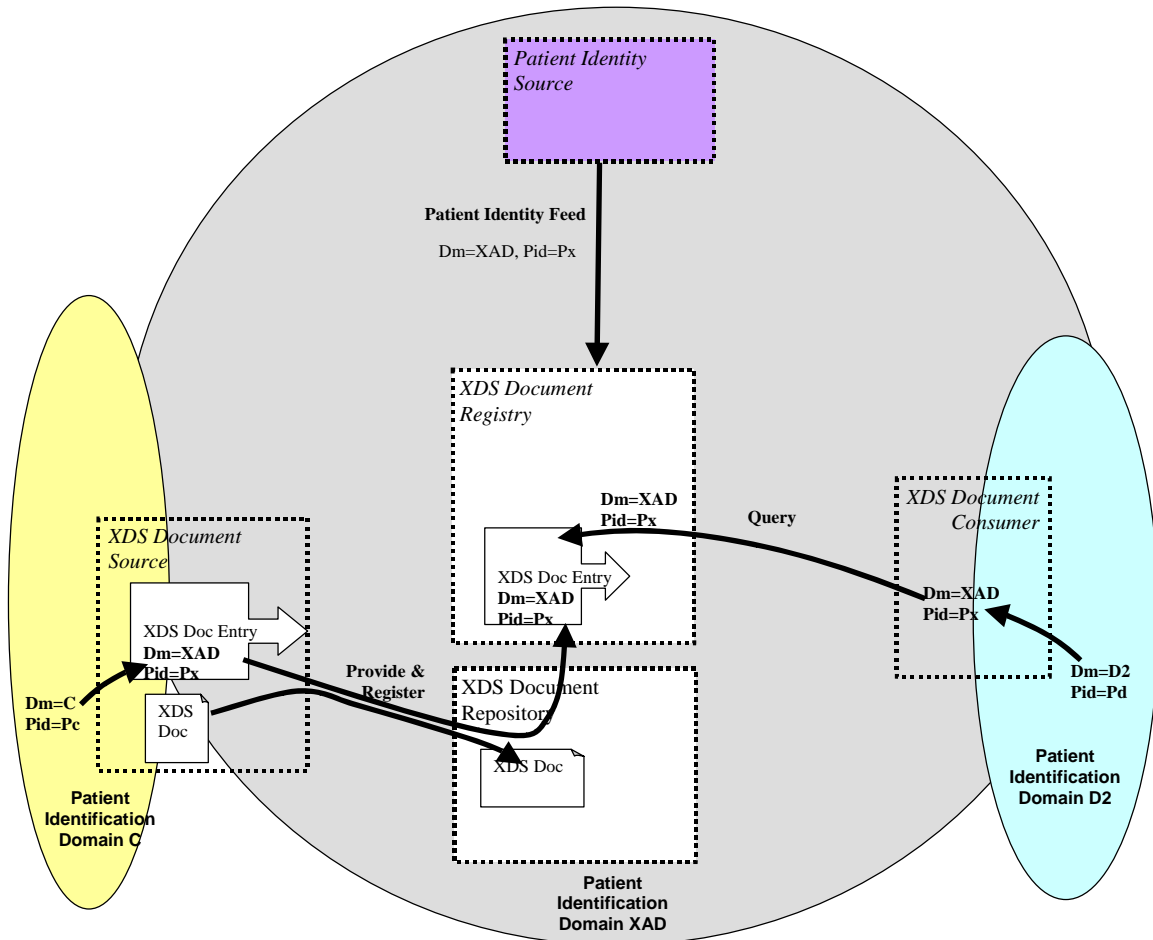 Patient Identity
Source
Patient Identity Feed
Dm=XAD, Pid=Px
XDS Document
Registry
Dm=XAD
Pid=Px
XDS Doc Entry
Dm=XAD
Pid=Px
Query
XDS Document
Consumer
Dm=XAD
Pid=Px
Dm=D2
Pid=Pd
Patient
Identification
Domain D2
XDS Document
Source
XDS Doc Entry
Dm=XAD
Pid=Px
Dm=C
Pid=Pc
XDS
Doc
Patient
Identification
Domain C
Provide &
Register
XDS Document
Repository
XDS Doc
Patient
Identification
Domain XAD